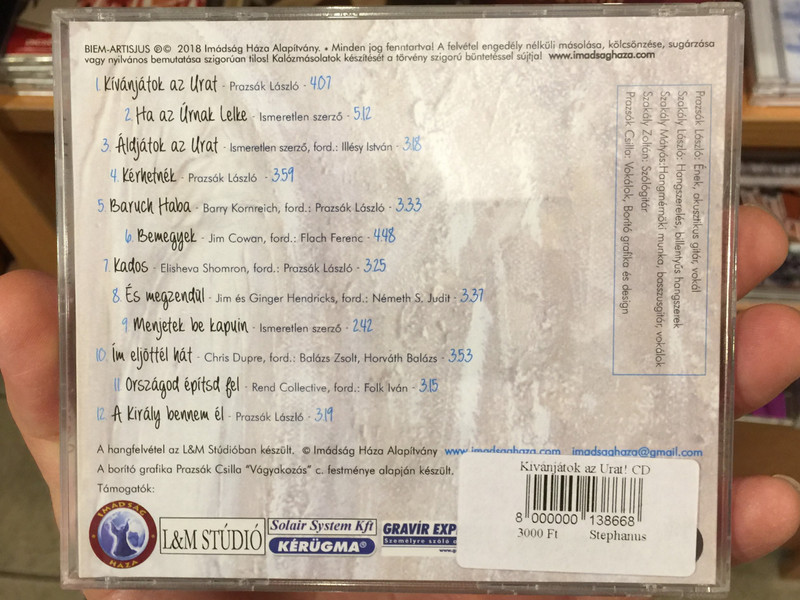 BIEM-ARTISJUS ℗© 2018 Imádság Háza Alapítvány. • Minden jog fenntartva! A felvétel engedély nélküli másolása, kölcsönzése, sugárzása
vagy nyilvános bemutatása szigorúan tilos! Kalózmásolatok készítését a törvény szigorú büntetéssel sújtja! www.imadsaghaza.com
1. Kívánjátok az Urat - Prazsák László - 4:07
2. Ha az Úrnak Lelke - Ismeretlen szerző - 5:12
3. Áldjátok az Urat - Ismeretlen szerző, ford.: Illésy István - 3:18
4. Kérhetnék - Prazsák László - 3:59
5. Baruch Haba - Barry Kornreich, ford.: Prazsák László - 3:33
6. Bemegyek - Jim Cowan, ford.: Flach Ferenc - 4:48
7. Kados - Elisheva Shomron, ford.: Prazsák László - 3:25
8. És megzendül - Jim és Ginger Hendricks, ford.: Németh S. Judit - 3:37
9. Menjetek be kapuin - Ismeretlen szerző - 2:42
10. Ím eljöttél hát - Chris Dupre, ford.: Balázs Zsolt, Horváth Balázs - 3:53
11. Országod építsd fel - Rend Collective, ford.: Folk Iván - 3:15
12. A Király bennem él - Prazsák László - 3:19
Prazsák László: Ének, akusztikus gitár, vokál
Szakály László: Hangszerelés, billentyűs hangszerek
Szakály Mátyás: Hangmérnöki munka, basszusgitár, vokálok
Szakály Zoltán: Szólógitár
Prazsák Csilla: Vokálok, Borító grafika és design
A hangfelvétel az L&M Stúdióban készült. © Imádság Háza Alapítvány www.imadsaghaza.com imadsaghaza@gmail.com
A borító grafika Prazsák Csilla "Vágyakozás" c. festménye alapján készült.
Támogatók:
IMÁDSÁG HÁZA
L&M STÚDIÓ
Solair System Kft
KÉRÜGMA®
GRAVÍR EXP
Személyre szóló
Kívánjátok az Urat! CD
8 000000 138668
3000 Ft Stephanus